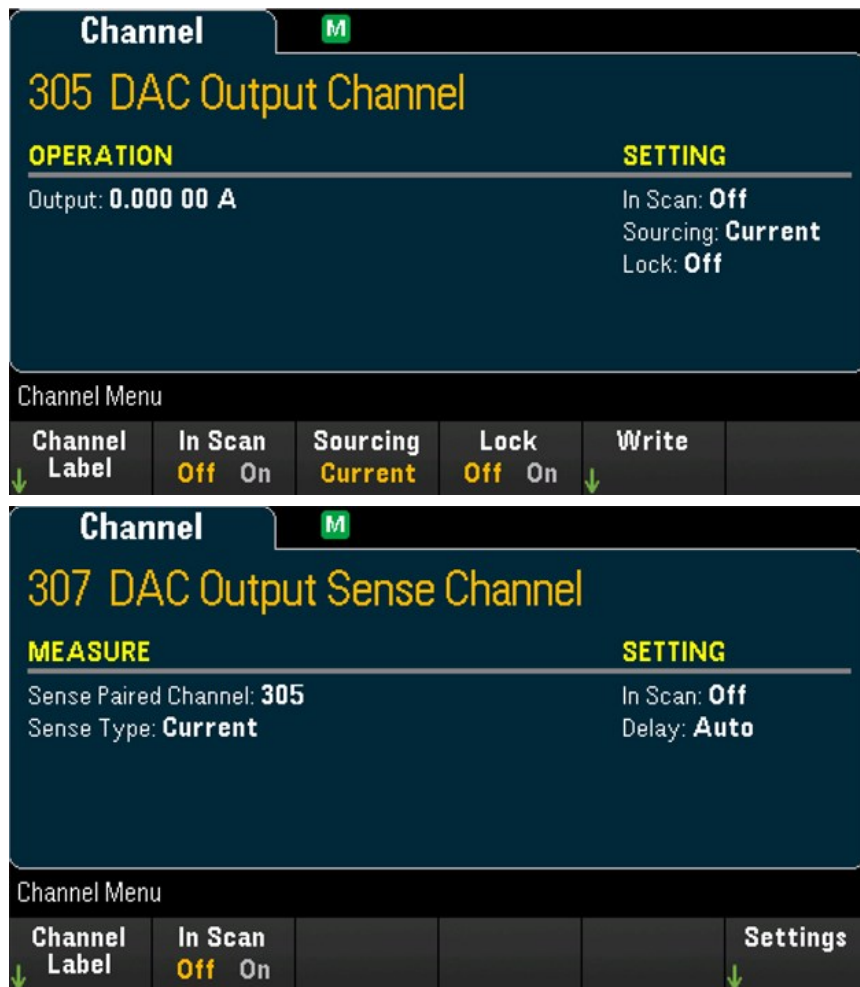 Channel M
305 DAC Output Channel
OPERATION SETTING
Output: 0.000 00 A In Scan: Off
Sourcing: Current
Lock: Off
Channel Menu
Channel Label In Scan Off On Sourcing Current Lock Off On Write
Channel M
307 DAC Output Sense Channel
MEASURE SETTING
Sense Paired Channel: 305 In Scan: Off
Sense Type: Current Delay: Auto
Channel Menu
Channel Label In Scan Off On Settings